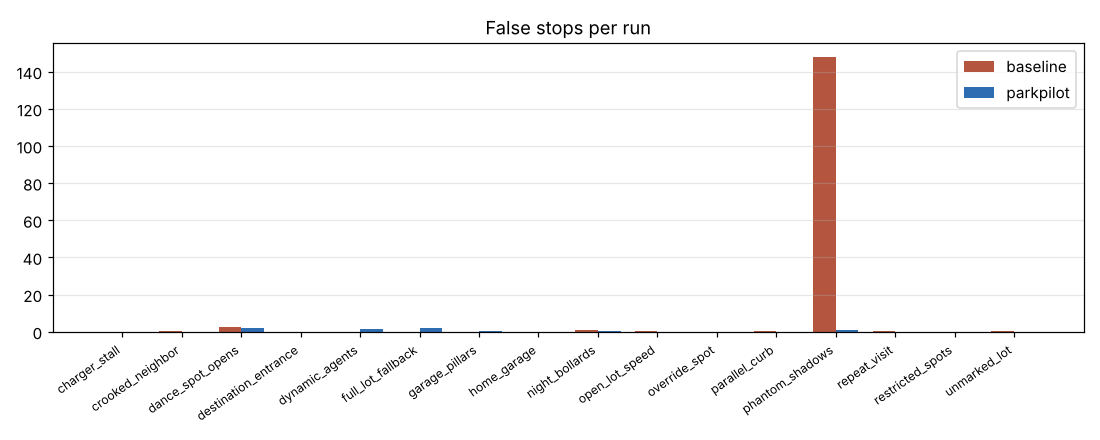 False stops per run
140
120
100
80
60
40
20
0
baseline
parkpilot
charger_stall
crooked_neighbor
dance_spot_opens
destination_entrance
dynamic_agents
full_lot_fallback
garage_pillars
home_garage
night_bollards
open_lot_speed
override_spot
parallel_curb
phantom_shadows
repeat_visit
restricted_spots
unmarked_lot